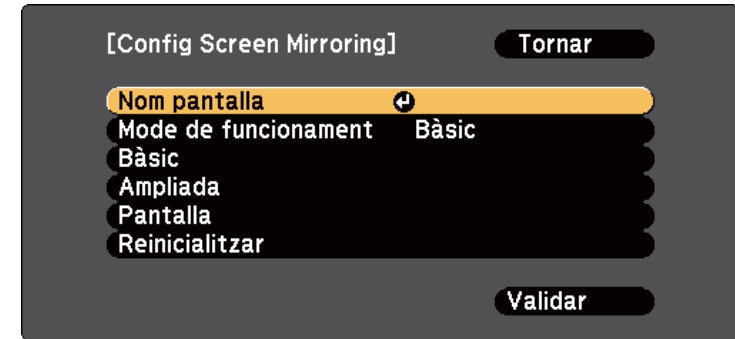 [Config Screen Mirroring] Tornar
Nom pantalla
Mode de funcionament Bàsic
Bàsic
Ampliada
Pantalla
Reinicialitzar
Validar